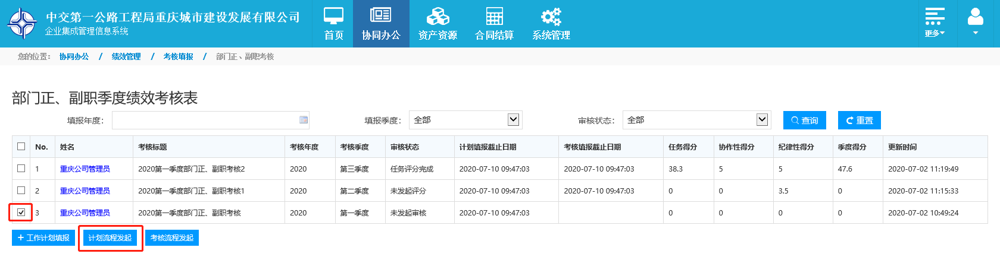 中交第一公路工程局重庆城市建设发展有限公司
企业集成管理信息系统
首页
协同办公
资产资源
合同结算
系统管理
更多
您的位置： 协同办公 / 绩效管理 / 考核填报 / 部门正、副职考核
部门正、副职季度绩效考核表
填报年度： 填报季度： 全部 审核状态： 全部 查询 重置
No. 姓名 考核标题 考核年度 考核季度 审核状态 计划填报截止日期 考核填报截止日期 任务得分 协作性得分 纪律性得分 季度得分 更新时间
1 重庆公司管理员 2020第一季度部门正、副职考核2 2020 第三季度 任务评分完成 2020-07-10 09:47:03 2020-07-10 09:47:03 38.3 5 5 47.6 2020-07-02 11:19:49
2 重庆公司管理员 2020第一季度部门正、副职考核1 2020 第二季度 未发起评分 2020-07-10 09:47:03 2020-07-10 09:47:03 0 0 3.5 0 2020-07-02 11:15:33
3 重庆公司管理员 2020第一季度部门正、副职考核 2020 第一季度 未发起审核 2020-07-10 09:47:03 0 0 0 0 2020-07-02 10:49:24
+ 工作计划填报 计划流程发起 考核流程发起